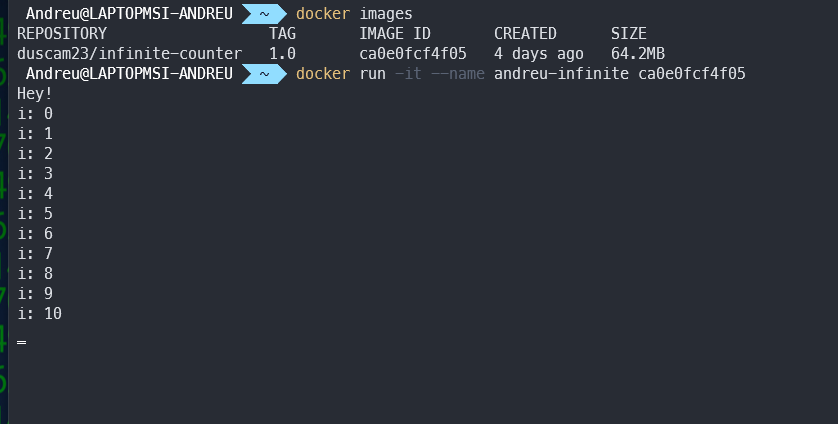 Andreu@LAPTOPMSI-ANDREU ~ docker images
REPOSITORY TAG IMAGE ID CREATED SIZE
duscam23/infinite-counter 1.0 ca0e0fcf4f05 4 days ago 64.2MB
Andreu@LAPTOPMSI-ANDREU ~ docker run -it --name andreu-infinite ca0e0fcf4f05
Hey!
i: 0
i: 1
i: 2
i: 3
i: 4
i: 5
i: 6
i: 7
i: 8
i: 9
i: 10